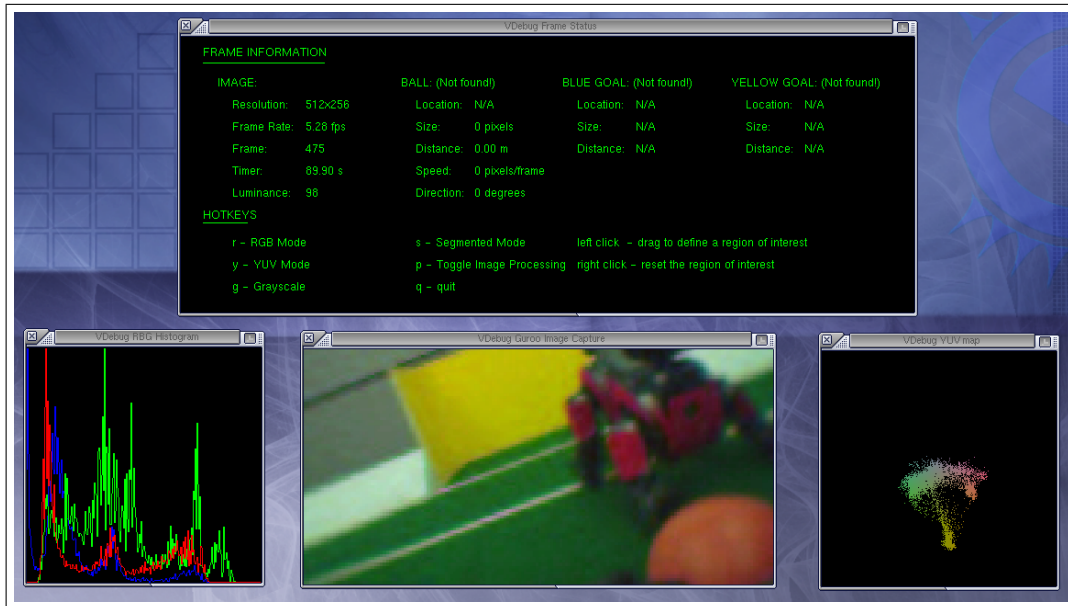 VDebug Frame Status
FRAME INFORMATION
IMAGE: BALL: (Not found!) BLUE GOAL: (Not found!) YELLOW GOAL: (Not found!)
Resolution: 512x256 Location: N/A Location: N/A Location: N/A
Frame Rate: 5.28 fps Size: 0 pixels Size: N/A Size: N/A
Frame: 475 Distance: 0.00 m Distance: N/A Distance: N/A
Timer: 89.90 s Speed: 0 pixels/frame
Luminance: 98 Direction: 0 degrees
HOTKEYS
r – RGB Mode s – Segmented Mode left click – drag to define a region of interest
y – YUV Mode p – Toggle Image Processing right click – reset the region of interest
g – Grayscale q – quit
VDebug RBG Histogram
VDebug Guroo Image Capture
VDebug YUV map